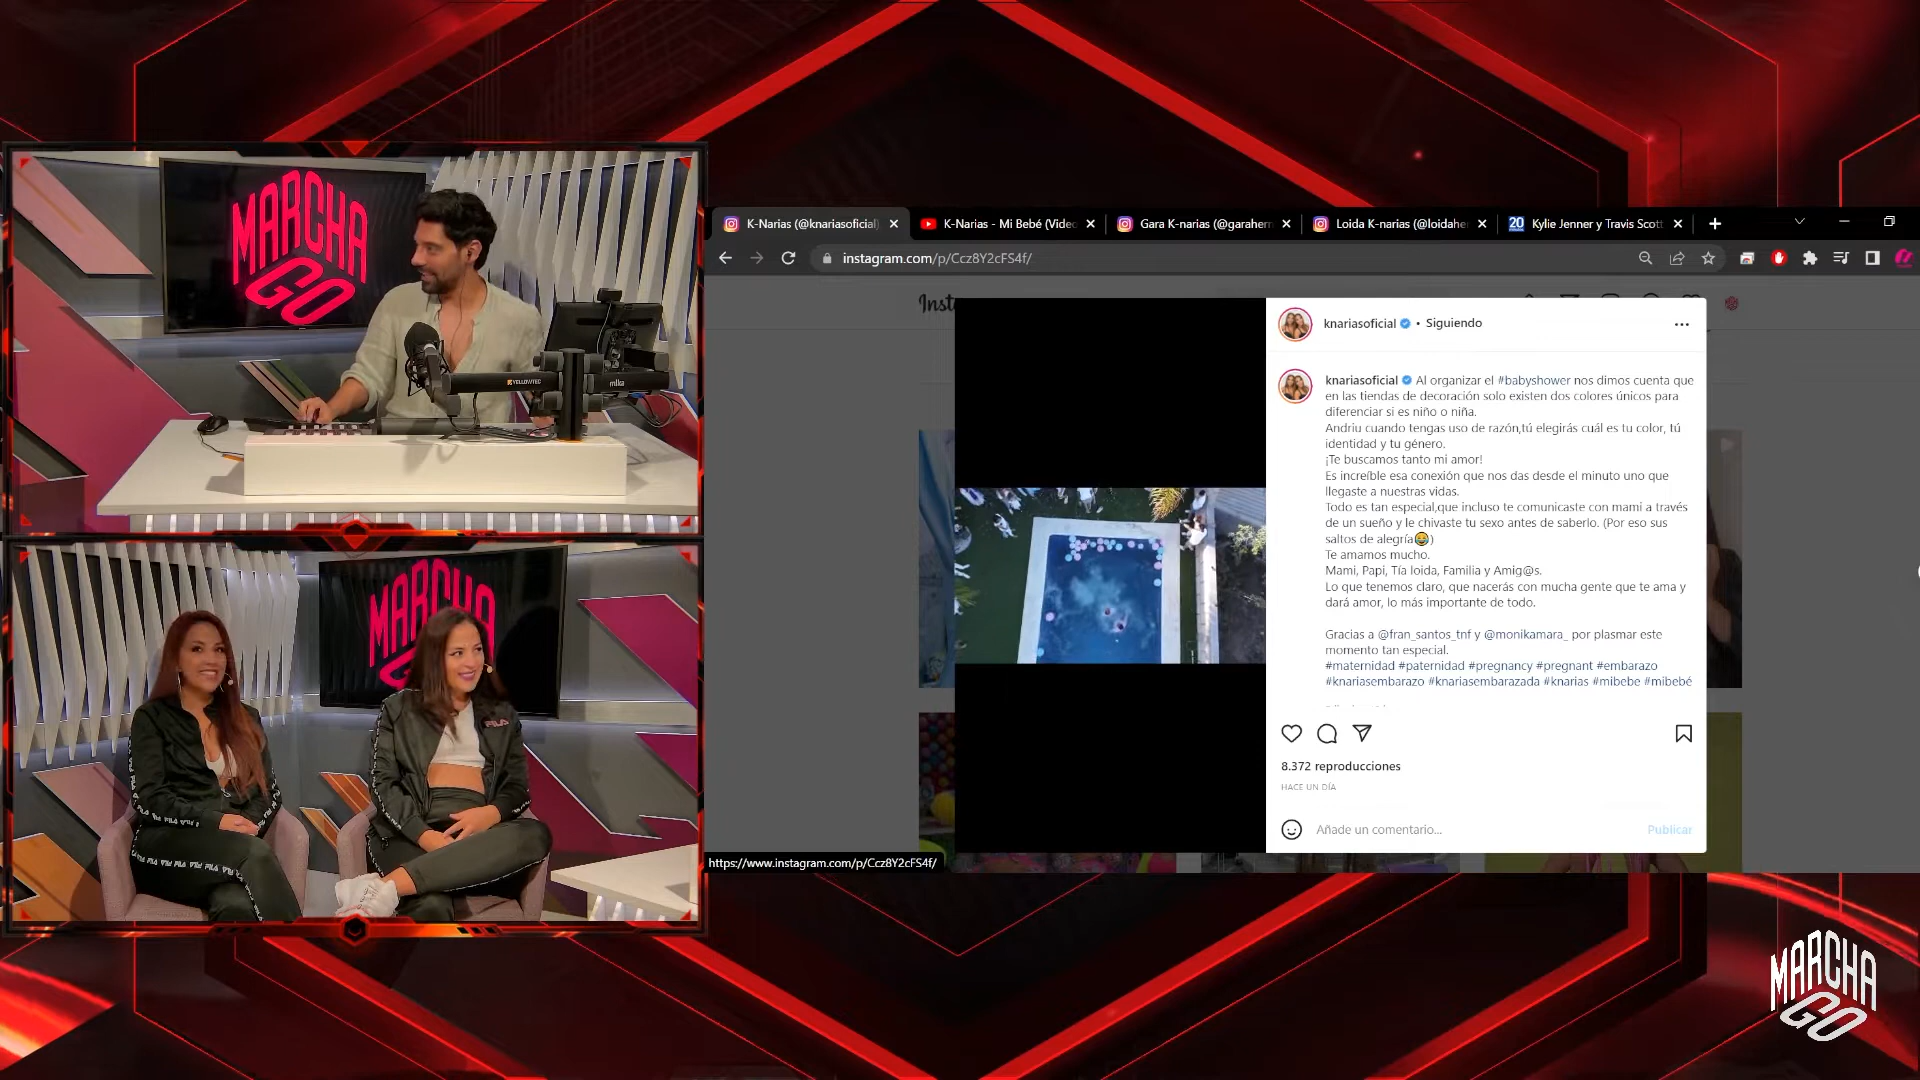 MARCHA
GO
YELLOWTEC
mika
MARCHA
GO
FILA
K-Narias (@knariasoficial)
K-Narias - Mi Bebé (Video
Gara K-narias (@garaher
Loida K-narias (@loidahe
20
Kylie Jenner y Travis Scott
instagram.com/p/Ccz8Y2cFS4f/
Inst
knariasoficial • Siguiendo
knariasoficial Al organizar el #babyshower nos dimos cuenta que
en las tiendas de decoración solo existen dos colores únicos para
diferenciar si es niño o niña.
Andriu cuando tengas uso de razón,tú elegirás cuál es tu color, tú
identidad y tu género.
¡Te buscamos tanto mi amor!
Es increíble esa conexión que nos das desde el minuto uno que
llegaste a nuestras vidas.
Todo es tan especial,que incluso te comunicaste con mami a través
de un sueño y le chivaste tu sexo antes de saberlo. (Por eso sus
saltos de alegría😂)
Te amamos mucho.
Mami, Papi, Tía loida, Familia y Amig@s.
Lo que tenemos claro, que nacerás con mucha gente que te ama y
dará amor, lo más importante de todo.
Gracias a @fran_santos_tnf y @monikamara_ por plasmar este
momento tan especial.
#maternidad #paternidad #pregnancy #pregnant #embarazo
#knariasembarazo #knariasembarazada #knarias #mibebe #mibebé
8.372 reproducciones
HACE UN DÍA
Añade un comentario...
Publicar
https://www.instagram.com/p/Ccz8Y2cFS4f/
MARCHA
GO